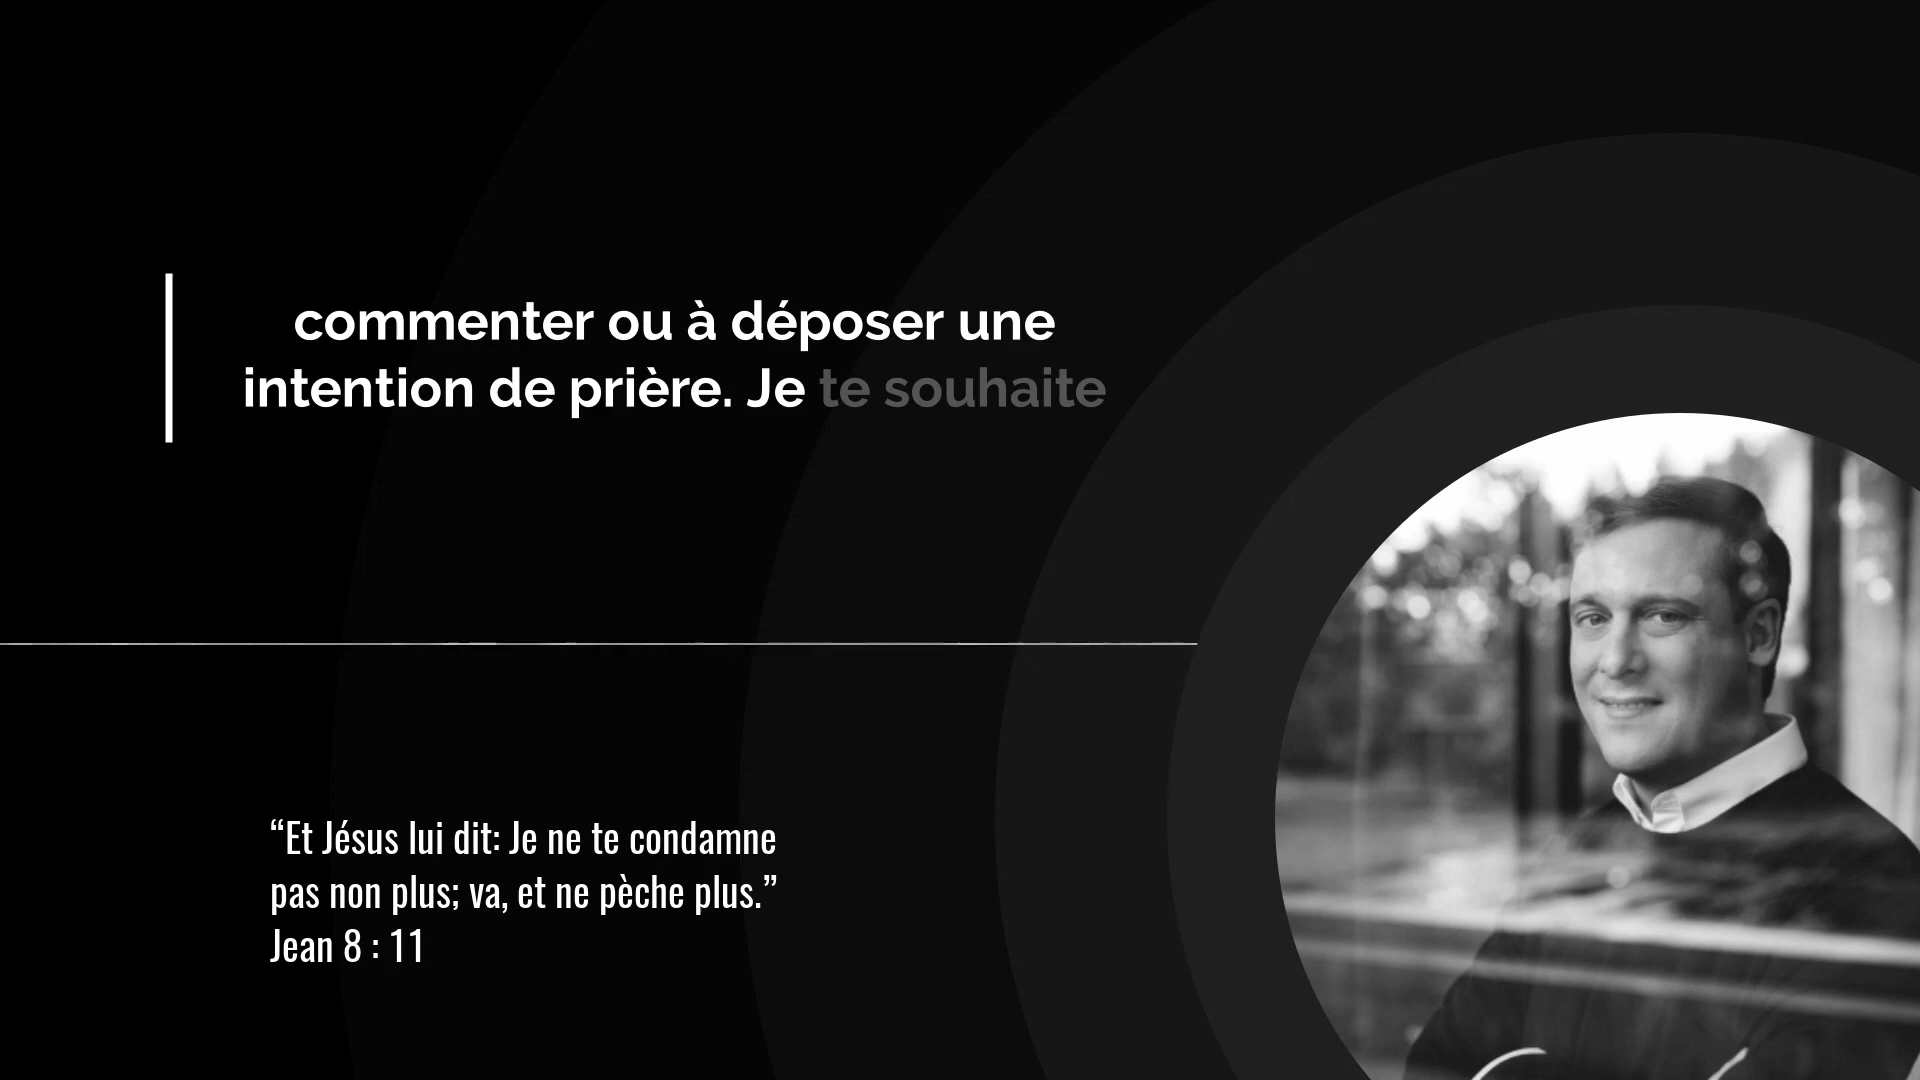 commenter ou à déposer une
intention de prière. Je te souhaite
“Et Jésus lui dit: Je ne te condamne
pas non plus; va, et ne pèche plus.”
Jean 8 : 11